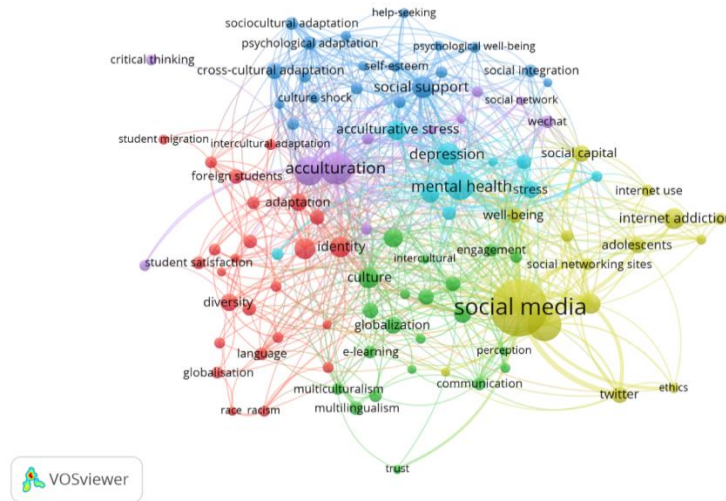 help-seeking
sociocultural adaptation
psychological adaptation
psychological well-being
critical thinking
self-esteem
cross-cultural adaptation
social integration
social support
culture shock
social network
wechat
acculturative stress
student migration
intercultural adaptation
depression
social capital
acculturation
foreign students
mental health
stress
internet use
adaptation
well-being
internet addiction
identity
engagement
adolescents
intercultural
student satisfaction
social networking sites
culture
diversity
social media
globalization
e-learning
perception
language
globalisation
multiculturalism
communication
ethics
twitter
race
racism
multilingualism
trust
VOSviewer